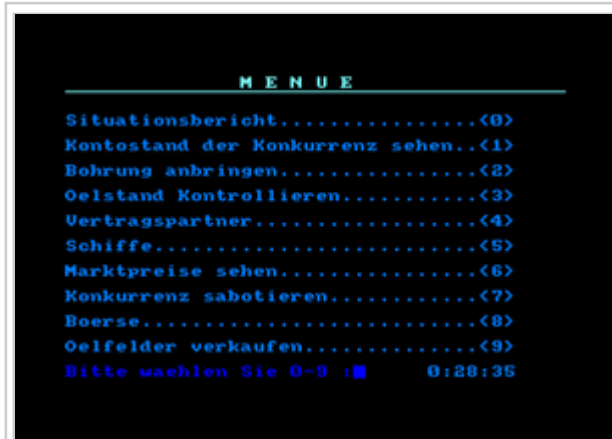 M E N U E
Situationsbericht................<0>
Kontostand der Konkurrenz sehen..<1>
Bohrung anbringen................<2>
Oelstand Kontrollieren...........<3>
Vertragspartner..................<4>
Schiffe..........................<5>
Marktpreise sehen................<6>
Konkurrenz sabotieren............<7>
Boerse...........................<8>
Oelfelder verkaufen..............<9>
Bitte waehlen Sie 0-9 : 0:28:35